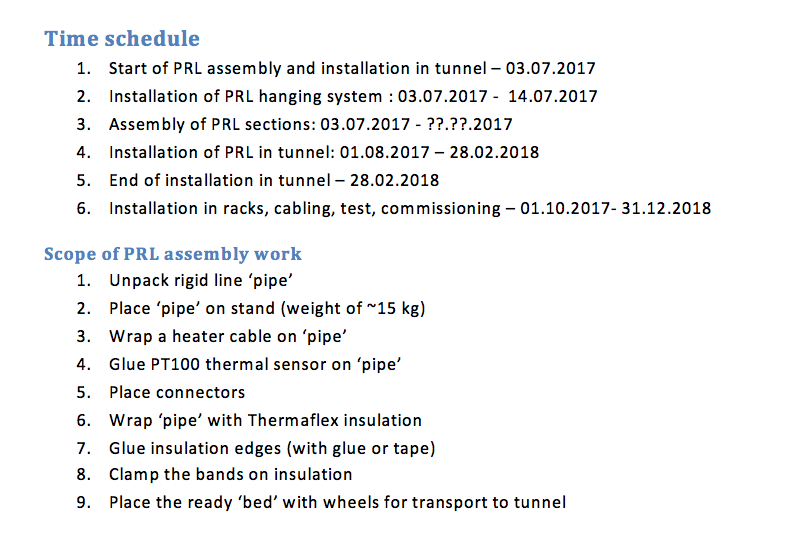 Time schedule
1. Start of PRL assembly and installation in tunnel – 03.07.2017
2. Installation of PRL hanging system : 03.07.2017 - 14.07.2017
3. Assembly of PRL sections: 03.07.2017 - ??.??.2017
4. Installation of PRL in tunnel: 01.08.2017 – 28.02.2018
5. End of installation in tunnel – 28.02.2018
6. Installation in racks, cabling, test, commissioning – 01.10.2017- 31.12.2018
Scope of PRL assembly work
1. Unpack rigid line ‘pipe’
2. Place ‘pipe’ on stand (weight of ~15 kg)
3. Wrap a heater cable on ‘pipe’
4. Glue PT100 thermal sensor on ‘pipe’
5. Place connectors
6. Wrap ‘pipe’ with Thermaflex insulation
7. Glue insulation edges (with glue or tape)
8. Clamp the bands on insulation
9. Place the ready ‘bed’ with wheels for transport to tunnel